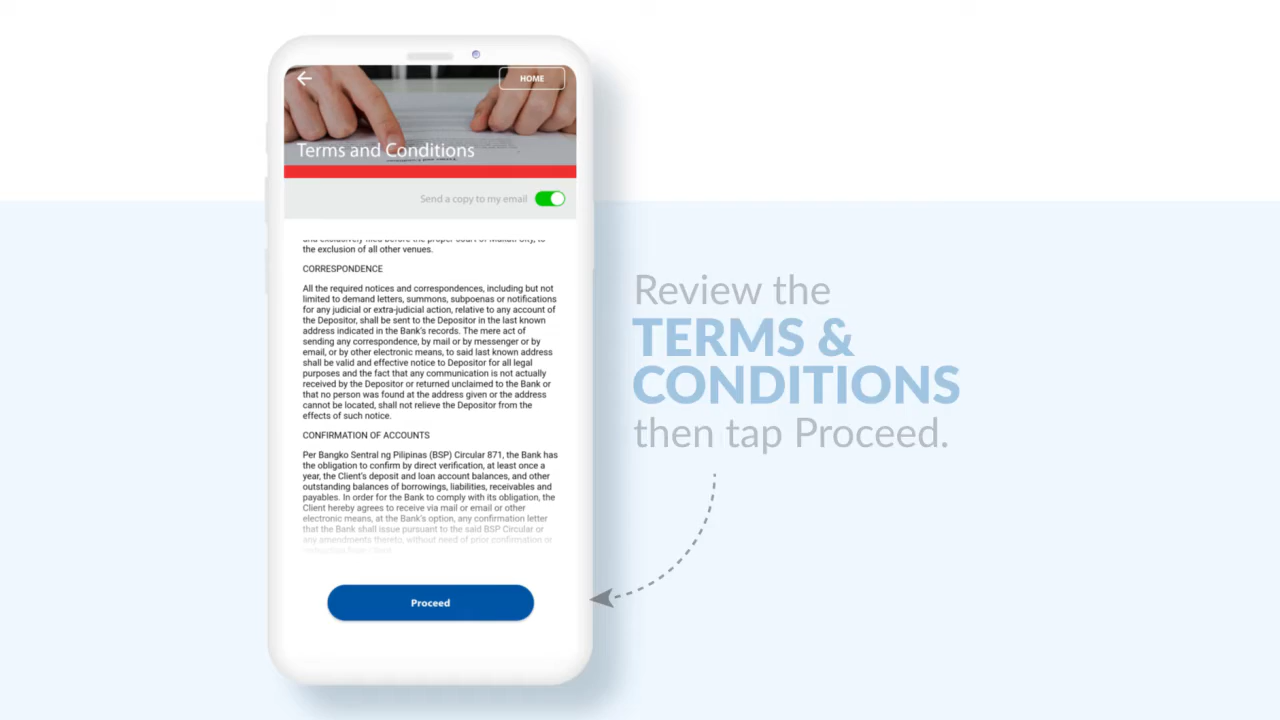 HOME
Terms and Conditions
Send a copy to my email
and exclusively filed before the proper court of Makati City, to
the exclusion of all other venues.
CORRESPONDENCE
All the required notices and correspondences, including but not
limited to demand letters, summons, subpoenas or notifications
for any judicial or extra-judicial action, relative to any account of
the Depositor, shall be sent to the Depositor in the last known
address indicated in the Bank's records. The mere act of
sending any correspondence, by mail or by messenger or by
email, or by other electronic means, to said last known address
shall be valid and effective notice to Depositor for all legal
purposes and the fact that any communication is not actually
received by the Depositor or returned unclaimed to the Bank or
that no person was found at the address given or the address
cannot be located, shall not relieve the Depositor from the
effects of such notice.
CONFIRMATION OF ACCOUNTS
Per Bangko Sentral ng Pilipinas (BSP) Circular 871, the Bank has
the obligation to confirm by direct verification, at least once a
year, the Client's deposit and loan account balances, and other
outstanding balances of borrowings, liabilities, receivables and
payables. In order for the Bank to comply with its obligation, the
Client hereby agrees to receive via mail or email or other
electronic means, at the Bank's option, any confirmation letter
that the Bank shall issue pursuant to the said BSP Circular or
any amendments thereto, without need of prior confirmation or
Proceed
Review the
TERMS &
CONDITIONS
then tap Proceed.